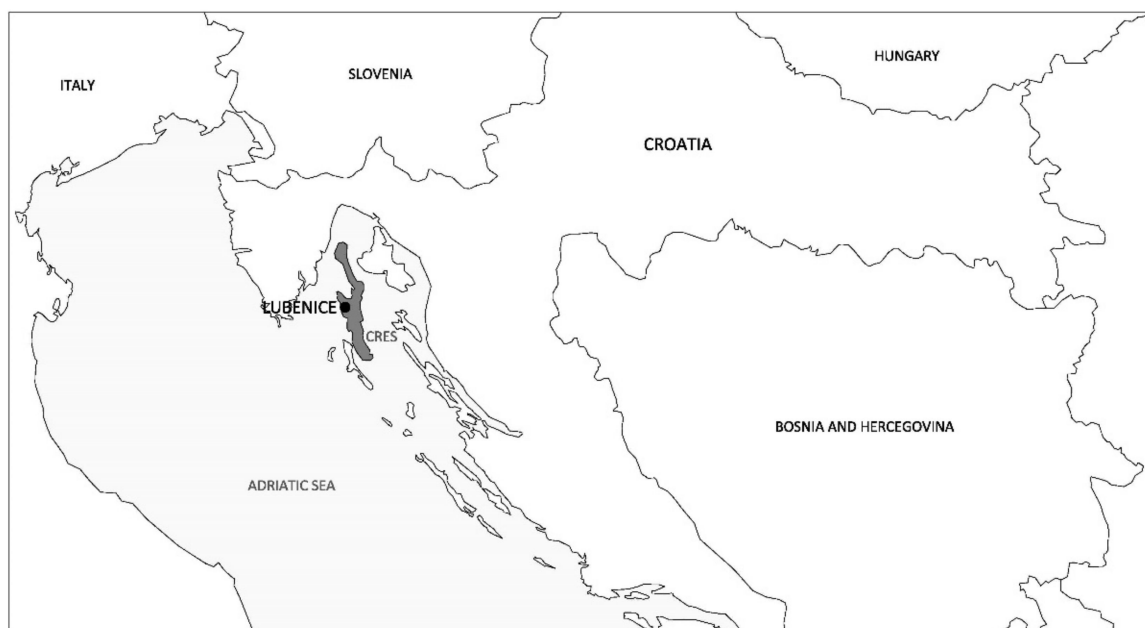 HUNGARY
SLOVENIA
ITALY
CROATIA
LUBENICE
CRES
BOSNIA AND HERCEGOVINA
ADRIATIC SEA